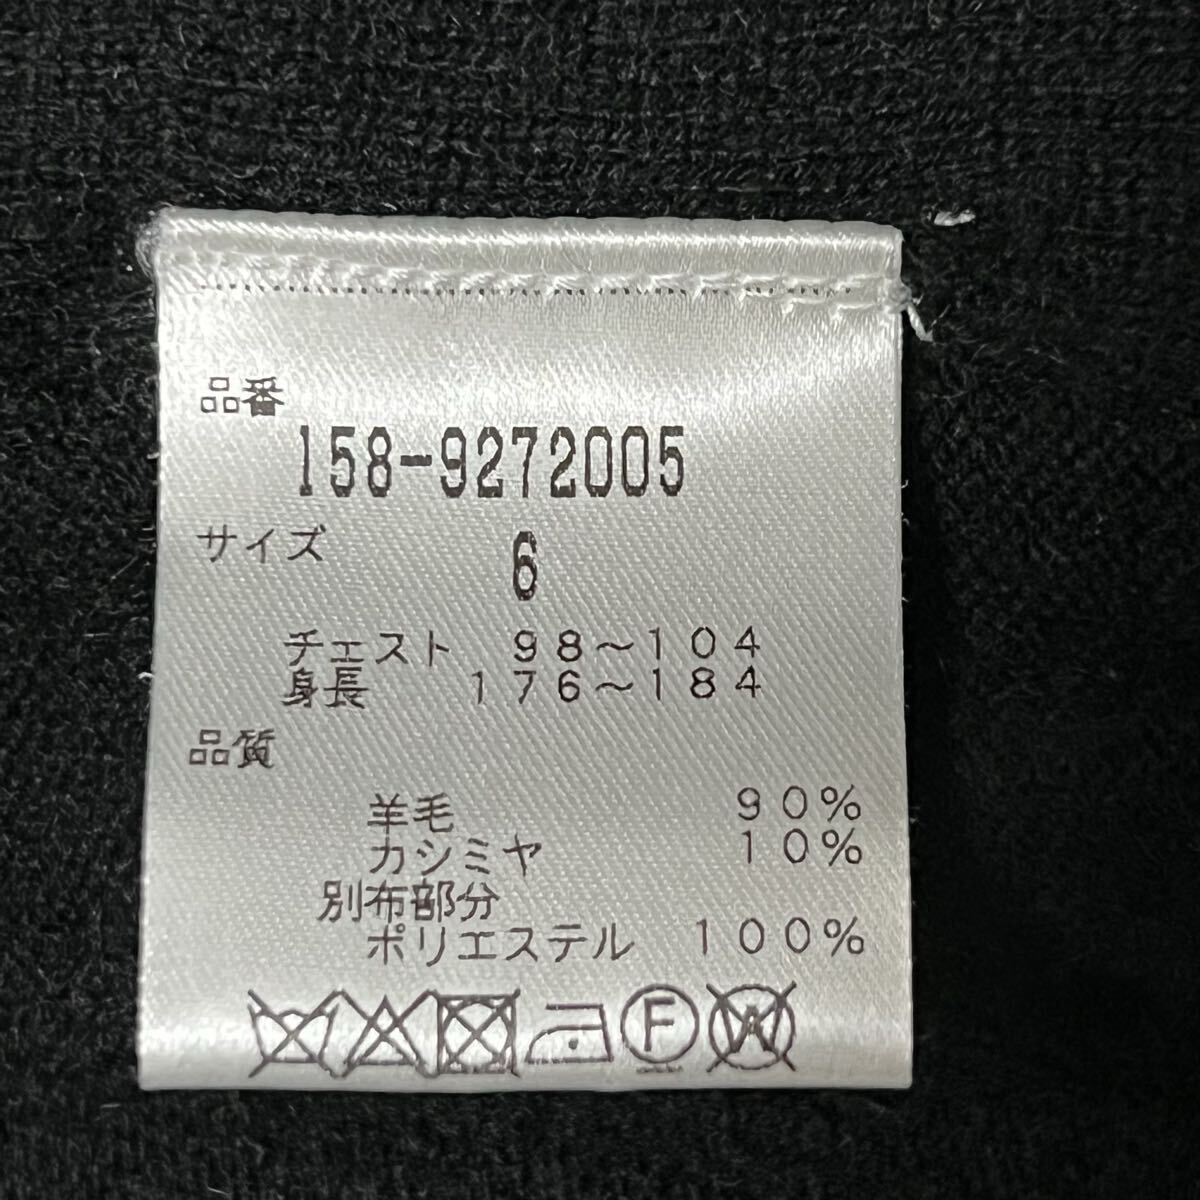 品番
158-9272005
サイズ 6
チェスト 98~104
身長 176~184
品質
羊毛 90%
カシミヤ 10%
別布部分
ポリエステル 100%
F W